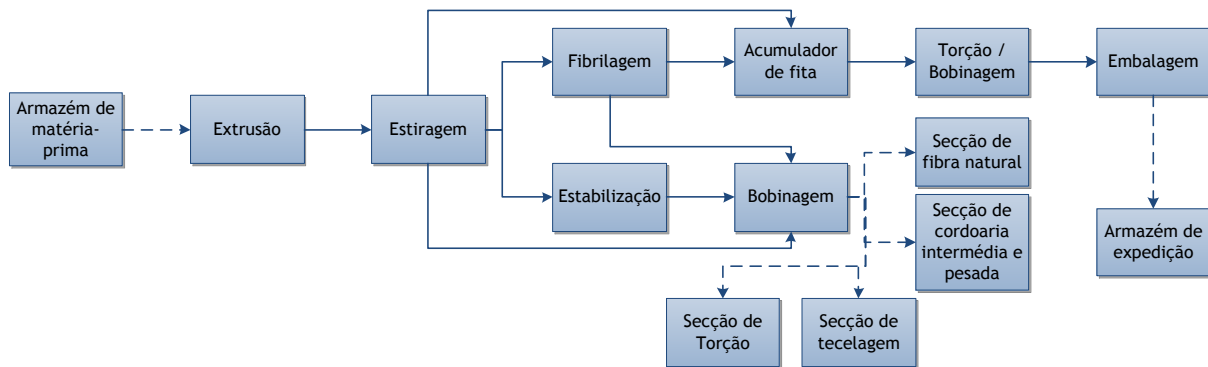 Armazém de
matéria-
prima
Extrusão
Estiragem
Fibrilagem
Estabilização
Acumulador
de fita
Bobinagem
Torção /
Bobinagem
Embalagem
Secção de
fibra natural
Secção de
cordoaria
intermédia e
pesada
Armazém de
expedição
Secção de
Torção
Secção de
tecelagem